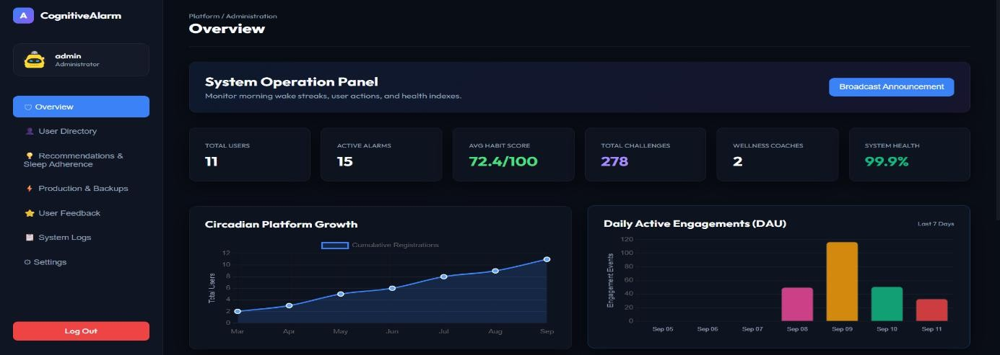 A CognitiveAlarm
admin
Administrator
Overview
User Directory
Recommendations &
Sleep Adherence
Production & Backups
User Feedback
System Logs
Settings
Log Out
Platform / Administration
Overview
System Operation Panel
Monitor morning wake streaks, user actions, and health indexes.
Broadcast Announcement
TOTAL USERS
11
ACTIVE ALARMS
15
AVG HABIT SCORE
72.4/100
TOTAL CHALLENGES
278
WELLNESS COACHES
2
SYSTEM HEALTH
99.9%
Circadian Platform Growth
Cumulative Registrations
Total Users
12
10
8
6
4
2
0
Mar Apr May Jun Jul Aug Sep
Daily Active Engagements (DAU)
Last 7 Days
Engagement Events
120
100
80
60
40
20
0
Sep 05 Sep 06 Sep 07 Sep 08 Sep 09 Sep 10 Sep 11